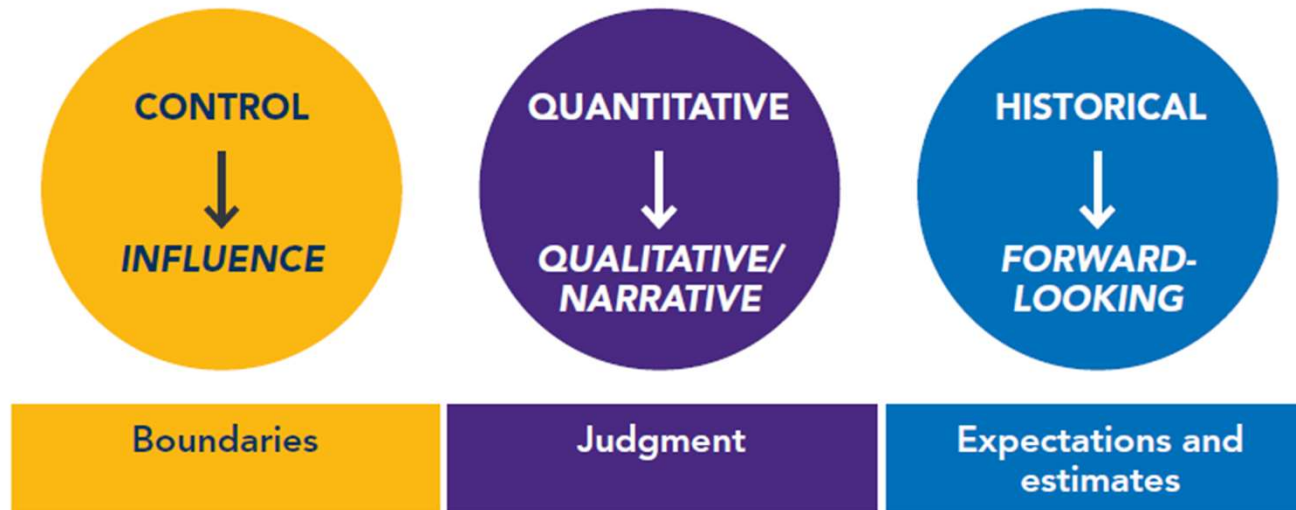 CONTROL
INFLUENCE
Boundaries
QUANTITATIVE
QUALITATIVE/
NARRATIVE
Judgment
HISTORICAL
FORWARD-
LOOKING
Expectations and
estimates